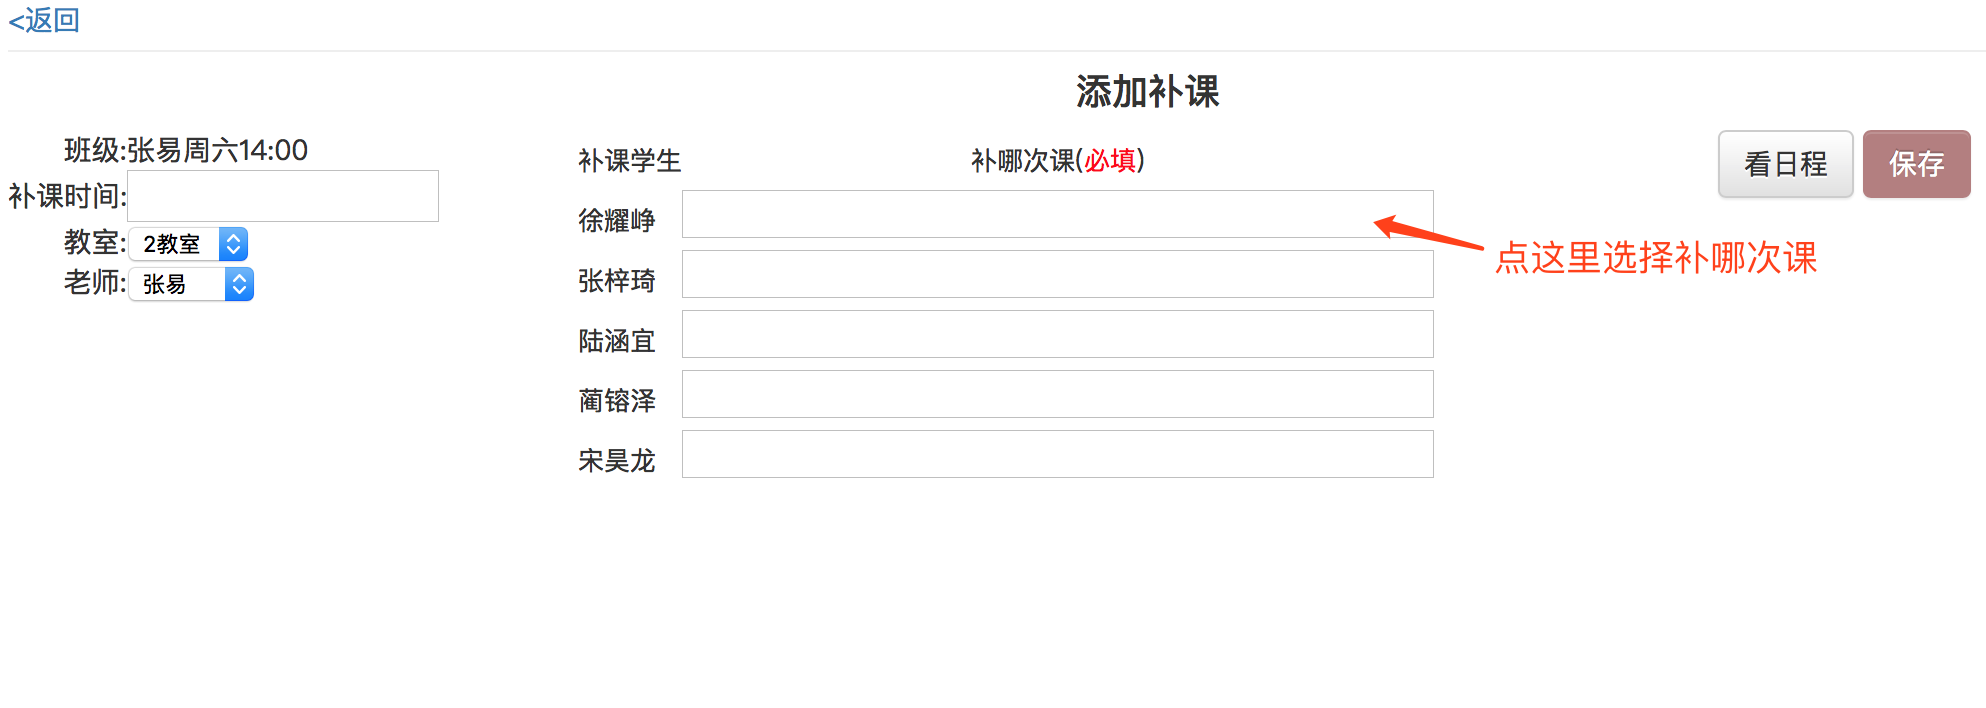 <返回
添加补课
班级:张易周六14:00
补课时间:
教室:2教室
老师:张易
补课学生 补哪次课(必填)
徐耀峥
张梓琦
陆涵宜
蔺镕泽
宋昊龙
看日程 保存
点这里选择补哪次课